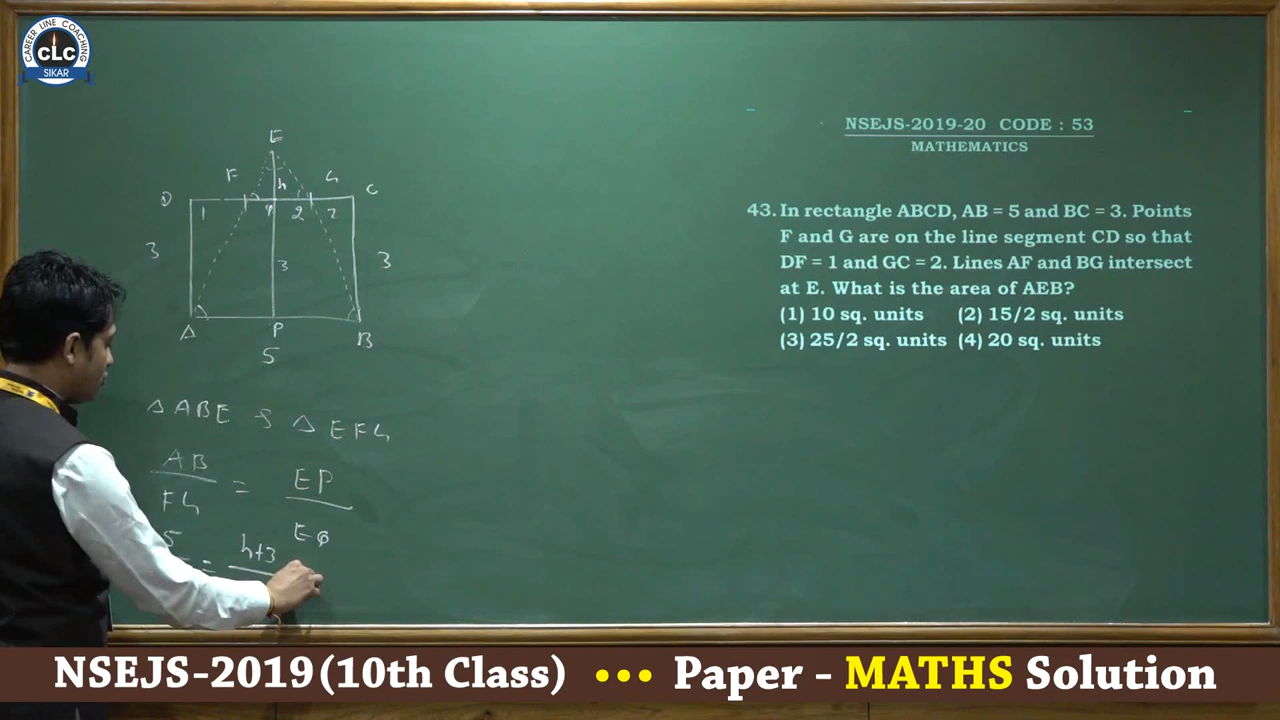 CAREER LINE COACHING
CLC
SIKAR
NSEJS-2019-20 CODE : 53
MATHEMATICS
43. In rectangle ABCD, AB = 5 and BC = 3. Points
F and G are on the line segment CD so that
DF = 1 and GC = 2. Lines AF and BG intersect
at E. What is the area of AEB?
(1) 10 sq. units (2) 15/2 sq. units
(3) 25/2 sq. units (4) 20 sq. units
E
F h G
D C
1 2 2
3 3 3
A P B
5
△ ABE △ EFG
AB = EP
FG EQ
5 = h+3
NSEJS-2019 (10th Class) ••• Paper - MATHS Solution